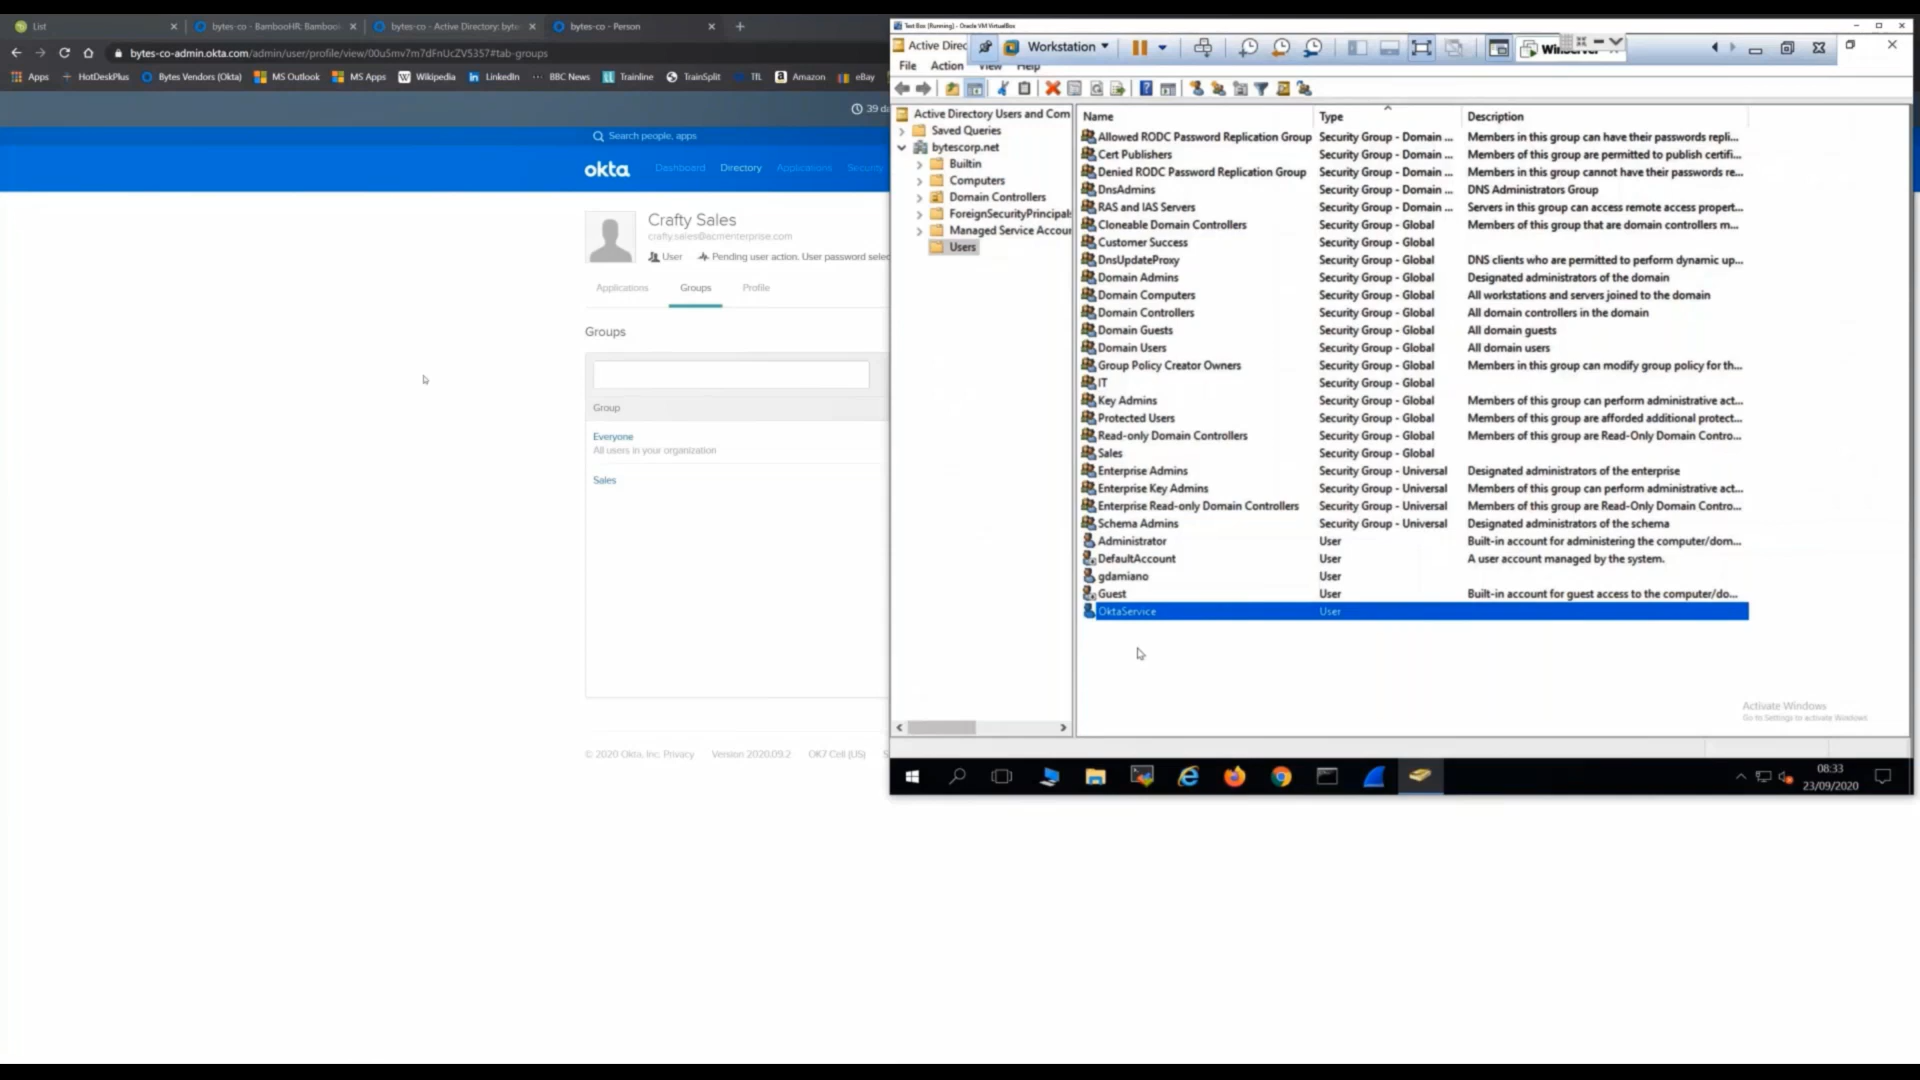 List
bytes-co - BambooHR: Bamboo
bytes-co - Active Directory: byte
bytes-co - Person
bytes-co-admin.okta.com/admin/user/profile/view/00u5mv7m7dFnUcZV5357#tab-groups
Apps
HotDeskPlus
Bytes Vendors (Okta)
MS Outlook
MS Apps
Wikipedia
LinkedIn
BBC News
Trainline
TrainSplit
TfL
Amazon
eBay
39 da
Search people, apps
okta
Dashboard
Directory
Applications
Security
Crafty Sales
crafty.sales@acmenterprise.com
User
Pending user action. User password selec
Applications
Groups
Profile
Groups
Group
Everyone
All users in your organization
Sales
© 2020 Okta, Inc. Privacy
Version 2020.09.2
OK7 Cell (US)
Test Box [Running] - Oracle VM VirtualBox
Active Direc
Workstation
File
Action
View
Help
Active Directory Users and Com
Saved Queries
bytescorp.net
Builtin
Computers
Domain Controllers
ForeignSecurityPrincipals
Managed Service Accour
Users
Name Type Description
Allowed RODC Password Replication Group Security Group - Domain ... Members in this group can have their passwords repli...
Cert Publishers Security Group - Domain ... Members of this group are permitted to publish certifi...
Denied RODC Password Replication Group Security Group - Domain ... Members in this group cannot have their passwords re...
DnsAdmins Security Group - Domain ... DNS Administrators Group
RAS and IAS Servers Security Group - Domain ... Servers in this group can access remote access propert...
Cloneable Domain Controllers Security Group - Global Members of this group that are domain controllers m...
Customer Success Security Group - Global
DnsUpdateProxy Security Group - Global DNS clients who are permitted to perform dynamic up...
Domain Admins Security Group - Global Designated administrators of the domain
Domain Computers Security Group - Global All workstations and servers joined to the domain
Domain Controllers Security Group - Global All domain controllers in the domain
Domain Guests Security Group - Global All domain guests
Domain Users Security Group - Global All domain users
Group Policy Creator Owners Security Group - Global Members in this group can modify group policy for th...
IT Security Group - Global
Key Admins Security Group - Global Members of this group can perform administrative act...
Protected Users Security Group - Global Members of this group are afforded additional protect...
Read-only Domain Controllers Security Group - Global Members of this group are Read-Only Domain Contro...
Sales Security Group - Global
Enterprise Admins Security Group - Universal Designated administrators of the enterprise
Enterprise Key Admins Security Group - Universal Members of this group can perform administrative act...
Enterprise Read-only Domain Controllers Security Group - Universal Members of this group are Read-Only Domain Contro...
Schema Admins Security Group - Universal Designated administrators of the schema
Administrator User Built-in account for administering the computer/dom...
DefaultAccount User A user account managed by the system.
gdamiano User
Guest User Built-in account for guest access to the computer/do...
OktaService User
Activate Windows
Go to Settings to activate Windows
08:33
23/09/2020